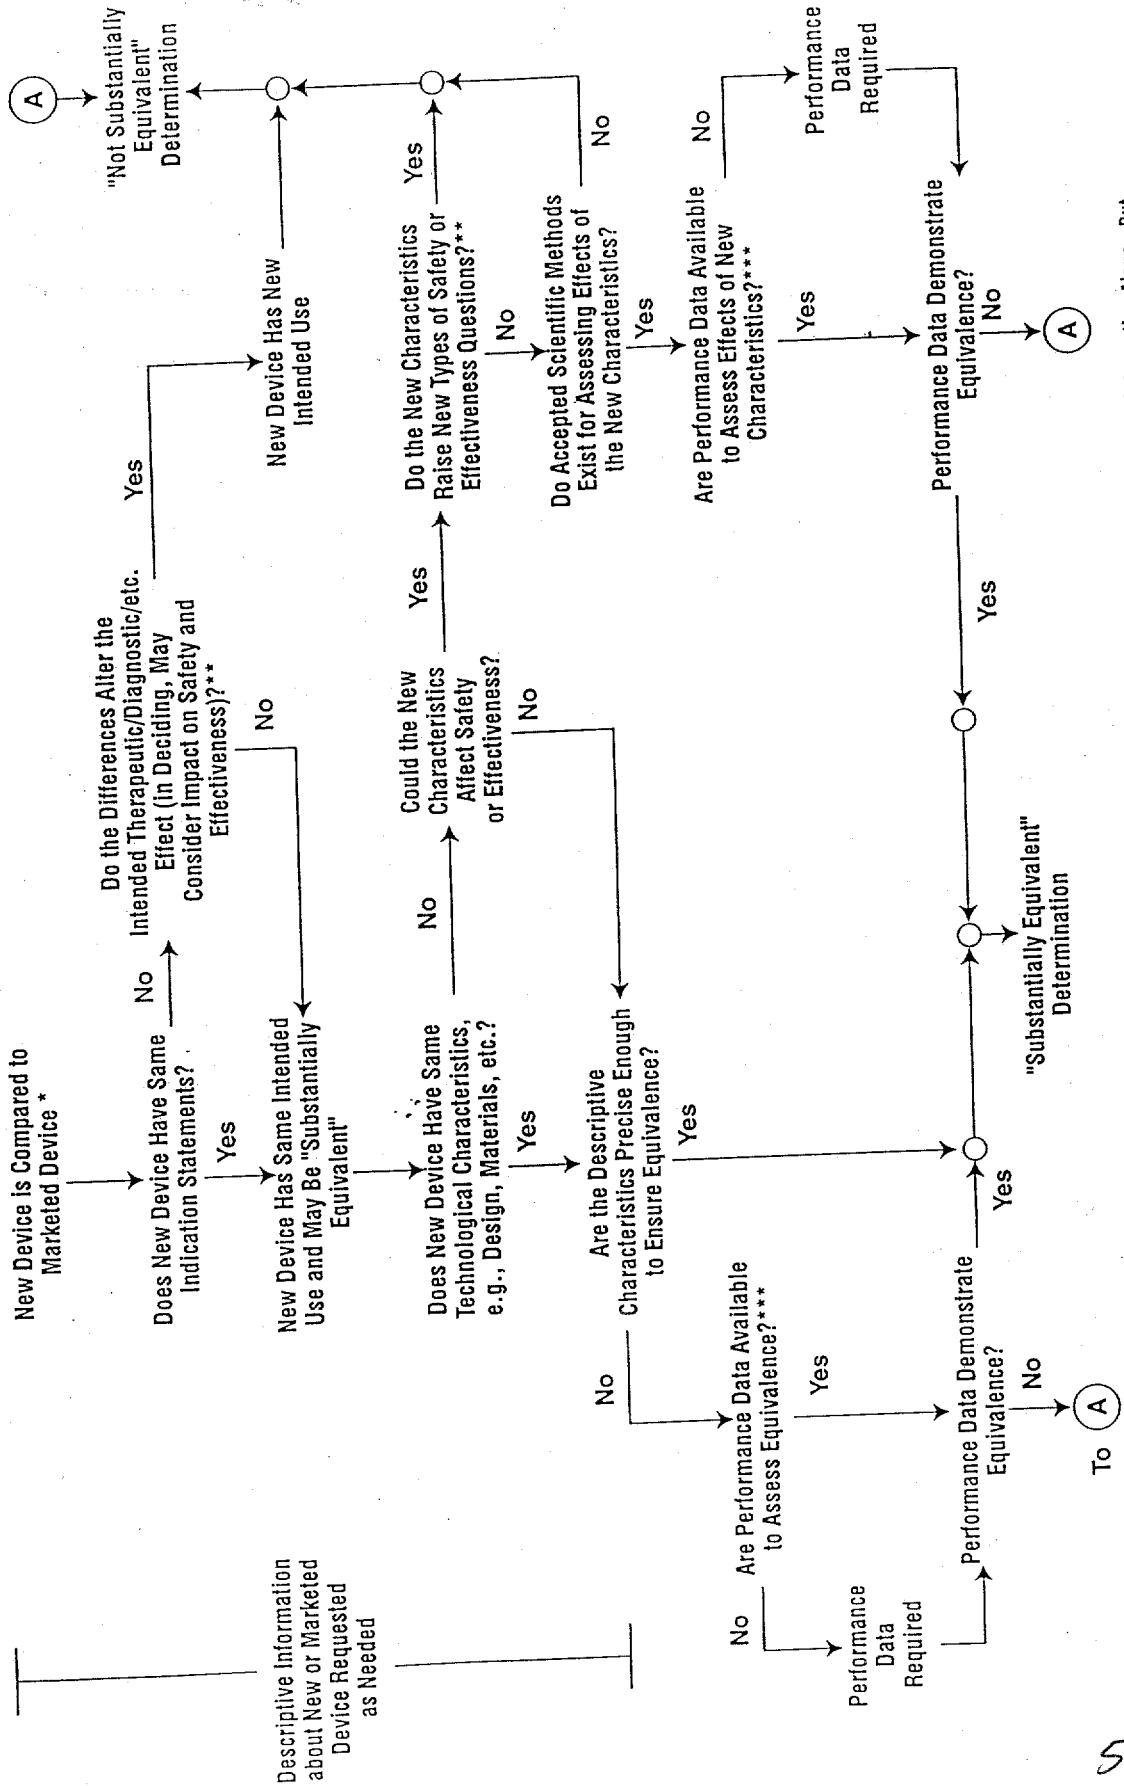 New Device is Compared to
Marketed Device *
Does New Device Have Same
Indication Statements?
No
Do the Differences Alter the
Intended Therapeutic/Diagnostic/etc.
Effect (in Deciding, May
Consider Impact on Safety and
Effectiveness)?**
Yes
No
Yes
New Device Has New
Intended Use
A
"Not Substantially
Equivalent"
Determination
New Device Has Same Intended
Use and May Be "Substantially
Equivalent"
Does New Device Have Same
Technological Characteristics,
e.g., Design, Materials, etc.?
No
Could the New
Characteristics
Affect Safety
or Effectiveness?
Yes
Do the New Characteristics
Raise New Types of Safety or
Effectiveness Questions?**
Yes
Yes
No
No
Do Accepted Scientific Methods
Exist for Assessing Effects of
the New Characteristics?
No
Yes
Descriptive Information
about New or Marketed
Device Requested
as Needed
Are the Descriptive
Characteristics Precise Enough
to Ensure Equivalence?
No
Yes
Are Performance Data Available
to Assess Effects of New
Characteristics?***
No
Yes
Performance
Data
Required
Are Performance Data Available
to Assess Equivalence?***
No
Yes
Performance
Data
Required
Performance Data Demonstrate
Equivalence?
Yes
No
Performance Data Demonstrate
Equivalence?
Yes
No
"Substantially Equivalent"
Determination
To
A
A
5